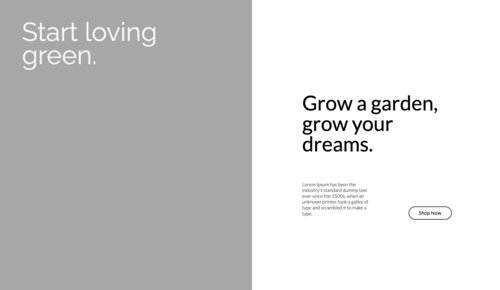 Start loving
green.
Grow a garden,
grow your
dreams.
Lorem Ipsum has been the
industry's standard dummy text
ever since the 1500s, when an
unknown printer took a galley of
type and scrambled it to make a
type.
Shop Now